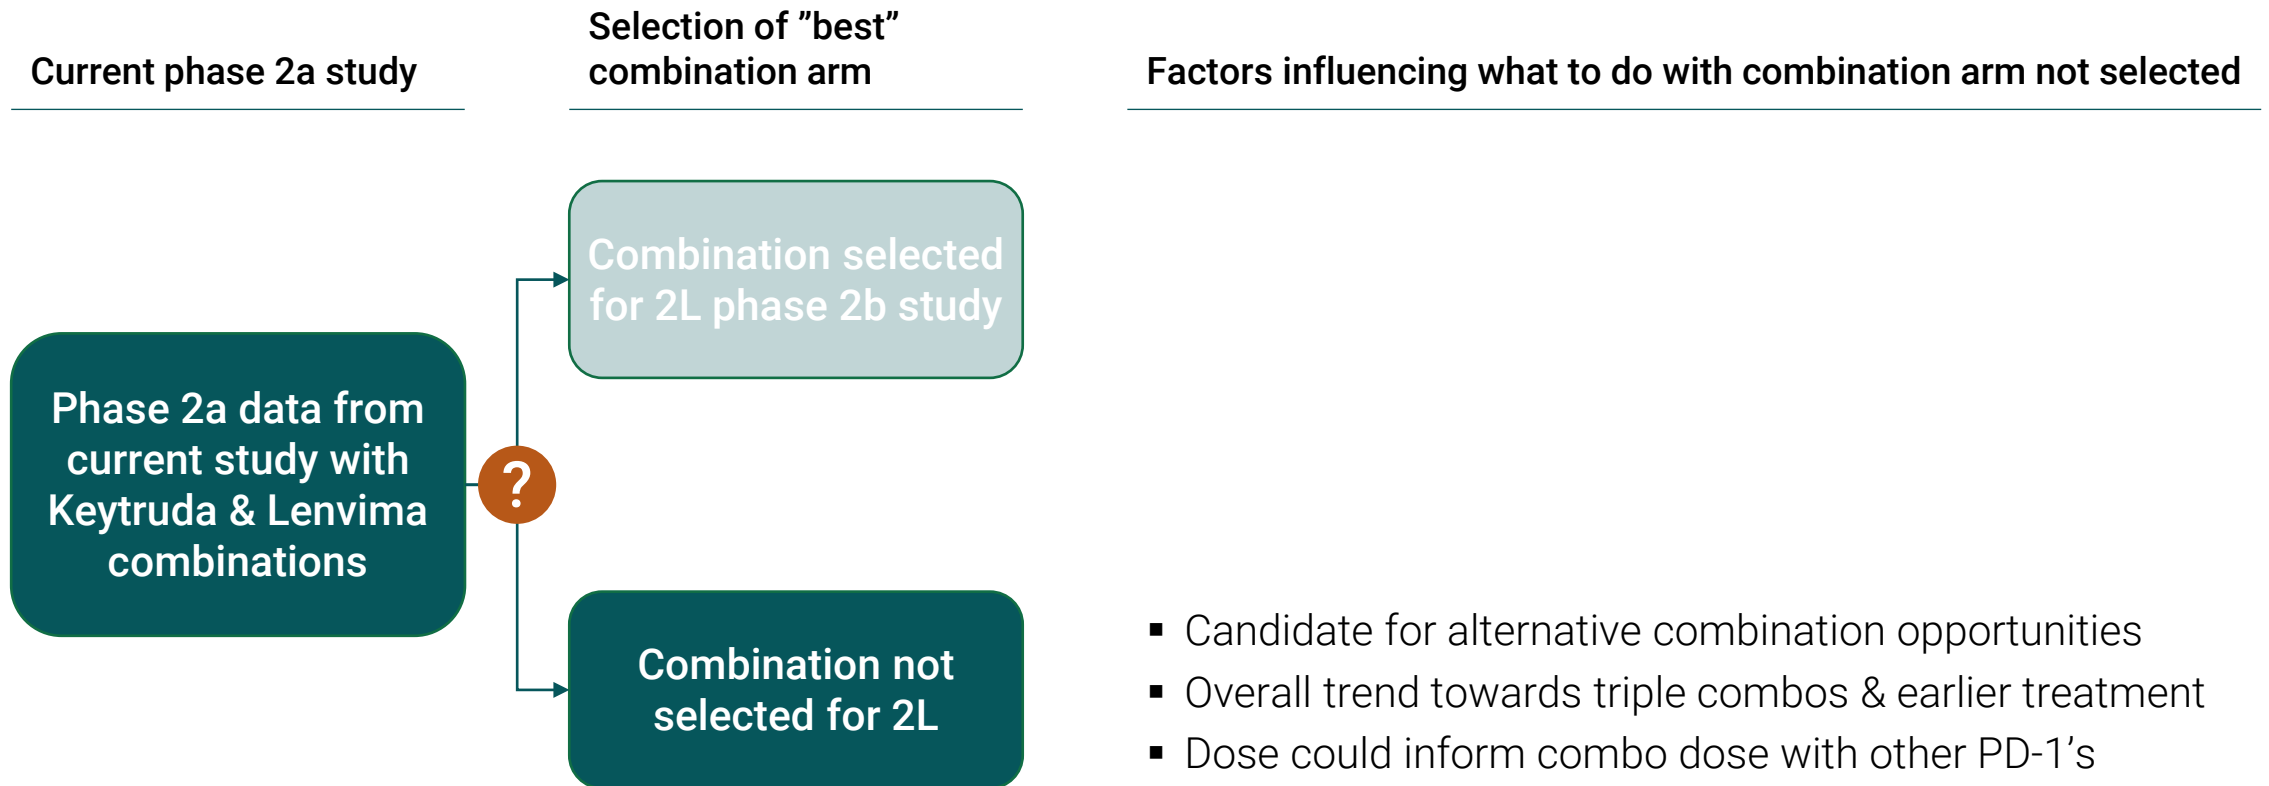 Current phase 2a study
Selection of ”best”
combination arm
Factors influencing what to do with combination arm not selected
Combination selected
for 2L phase 2b study
Phase 2a data from
current study with
Keytruda & Lenvima
combinations
?
Combination not
selected for 2L
▪ Candidate for alternative combination opportunities
▪ Overall trend towards triple combos & earlier treatment
▪ Dose could inform combo dose with other PD-1’s